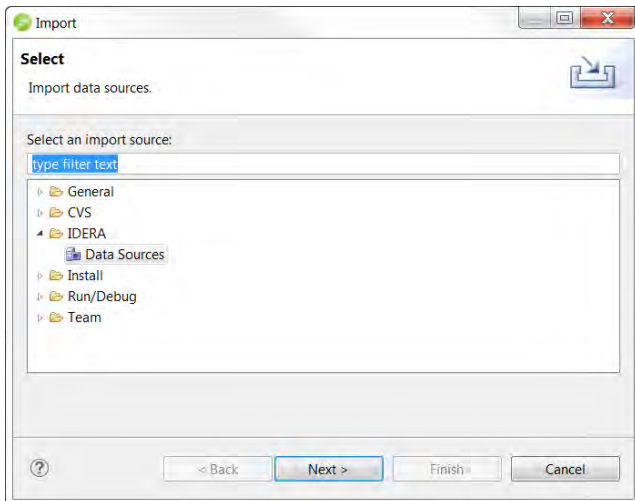 Import
Select
Import data sources.
Select an import source:
type filter text
General
CVS
IDERA
Data Sources
Install
Run/Debug
Team
?
< Back
Next >
Finish
Cancel